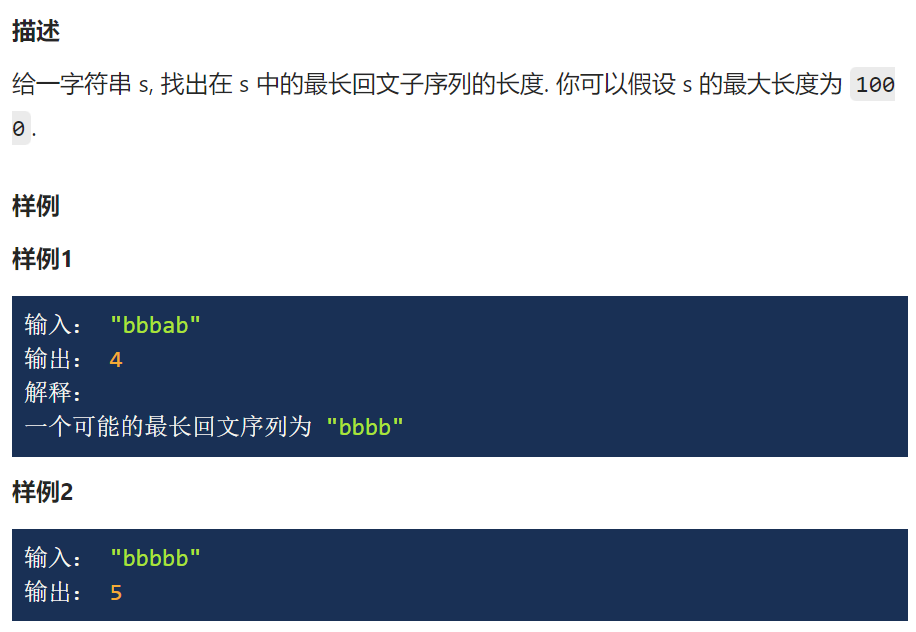 描述
给一字符串 s, 找出在 s 中的最长回文子序列的长度. 你可以假设 s 的最大长度为 100
0.
样例
样例1
输入： "bbbab"
输出： 4
解释：
一个可能的最长回文序列为 "bbbb"
样例2
输入： "bbbbb"
输出： 5